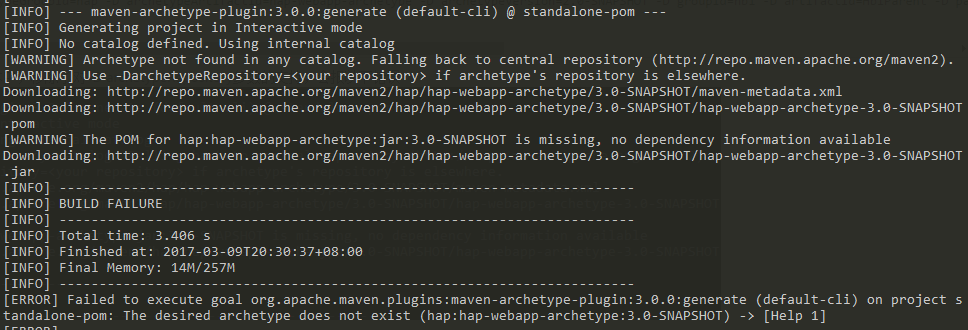 [INFO] --- maven-archetype-plugin:3.0.0:generate (default-cli) @ standalone-pom ---
[INFO] Generating project in Interactive mode
[INFO] No catalog defined. Using internal catalog
[WARNING] Archetype not found in any catalog. Falling back to central repository (http://repo.maven.apache.org/maven2).
[WARNING] Use -DarchetypeRepository=<your repository> if archetype's repository is elsewhere.
Downloading: http://repo.maven.apache.org/maven2/hap/hap-webapp-archetype/3.0-SNAPSHOT/maven-metadata.xml
Downloading: http://repo.maven.apache.org/maven2/hap/hap-webapp-archetype/3.0-SNAPSHOT/hap-webapp-archetype-3.0-SNAPSHOT
.pom
[WARNING] The POM for hap:hap-webapp-archetype:jar:3.0-SNAPSHOT is missing, no dependency information available
Downloading: http://repo.maven.apache.org/maven2/hap/hap-webapp-archetype/3.0-SNAPSHOT/hap-webapp-archetype-3.0-SNAPSHOT
.jar
[INFO] ------------------------------------------------------------------------
[INFO] BUILD FAILURE
[INFO] ------------------------------------------------------------------------
[INFO] Total time: 3.406 s
[INFO] Finished at: 2017-03-09T20:30:37+08:00
[INFO] Final Memory: 14M/257M
[INFO] ------------------------------------------------------------------------
[ERROR] Failed to execute goal org.apache.maven.plugins:maven-archetype-plugin:3.0.0:generate (default-cli) on project s
tandalone-pom: The desired archetype does not exist (hap:hap-webapp-archetype:3.0-SNAPSHOT) -> [Help 1]